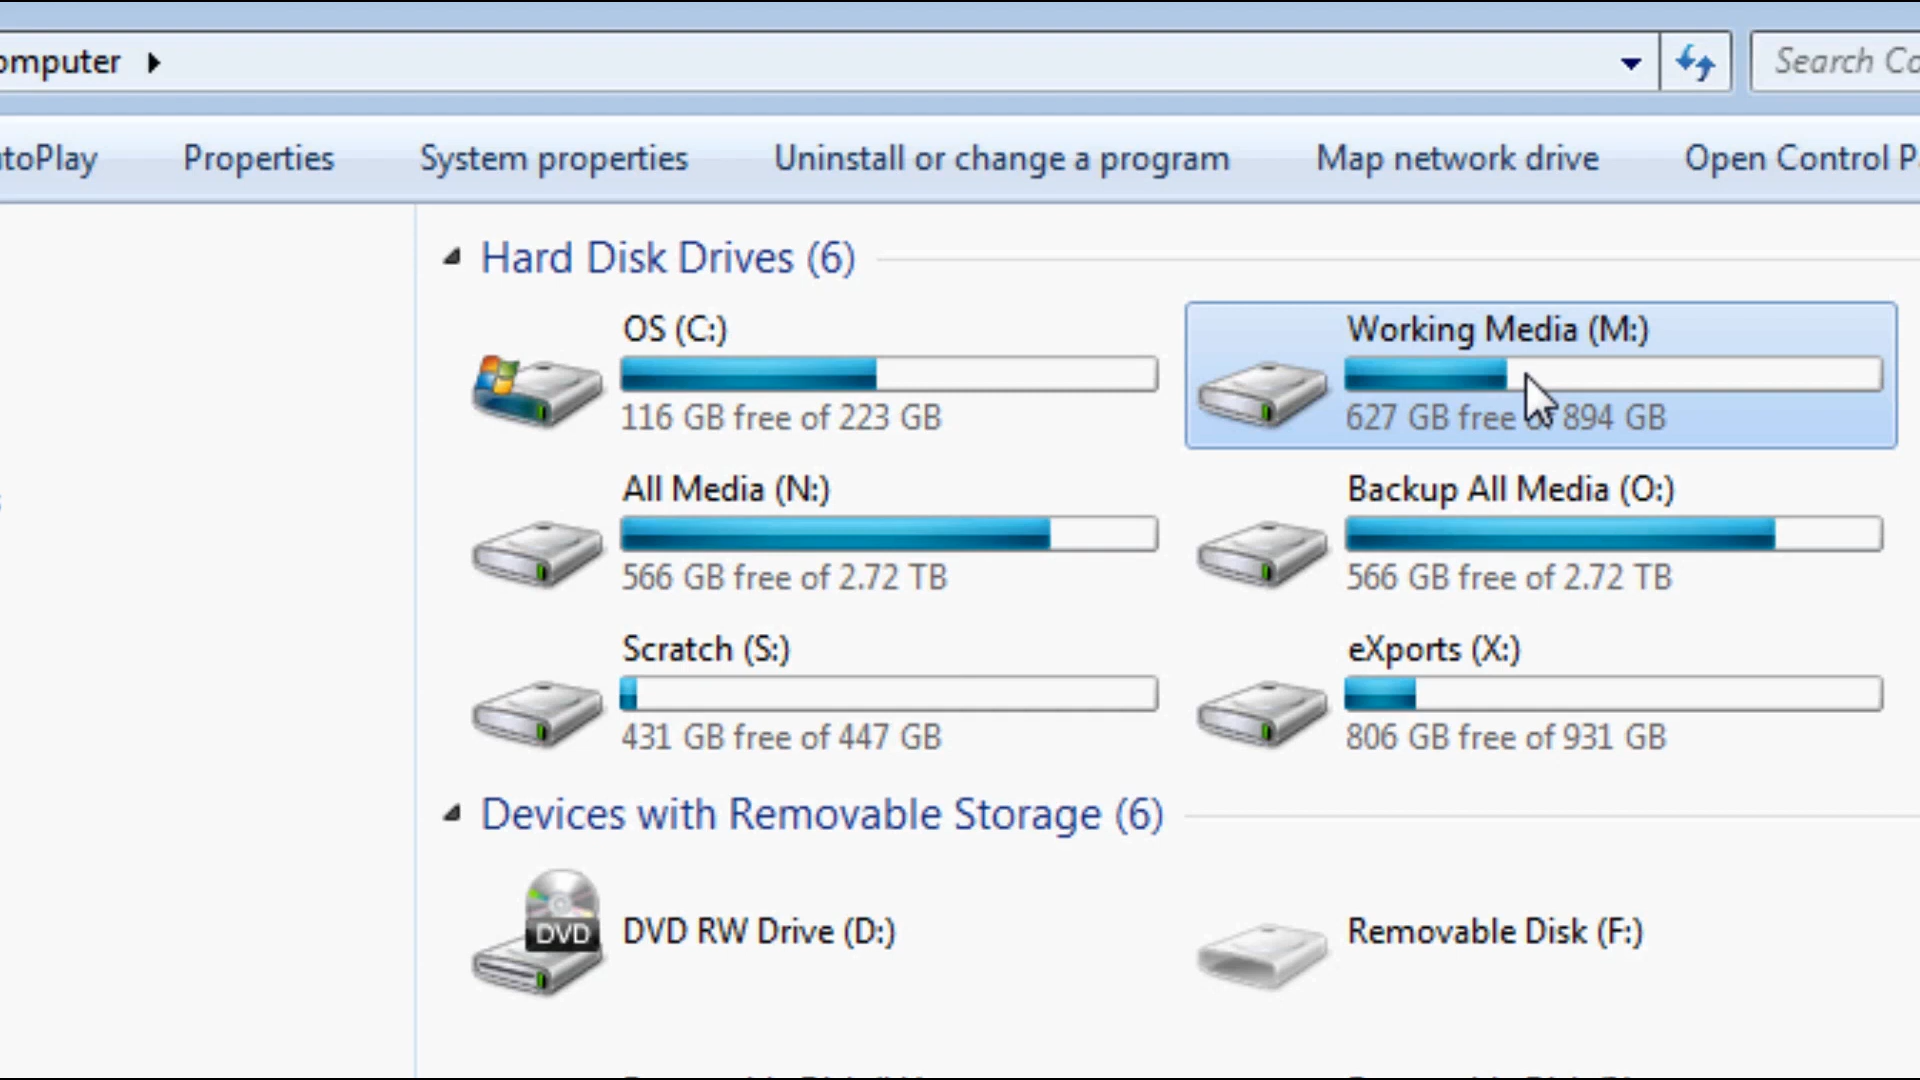 omputer
Search Co
utoPlay Properties System properties Uninstall or change a program Map network drive Open Control P
Hard Disk Drives (6)
OS (C:)
116 GB free of 223 GB
Working Media (M:)
627 GB free of 894 GB
All Media (N:)
566 GB free of 2.72 TB
Backup All Media (O:)
566 GB free of 2.72 TB
Scratch (S:)
431 GB free of 447 GB
eXports (X:)
806 GB free of 931 GB
Devices with Removable Storage (6)
DVD
DVD RW Drive (D:)
Removable Disk (F:)